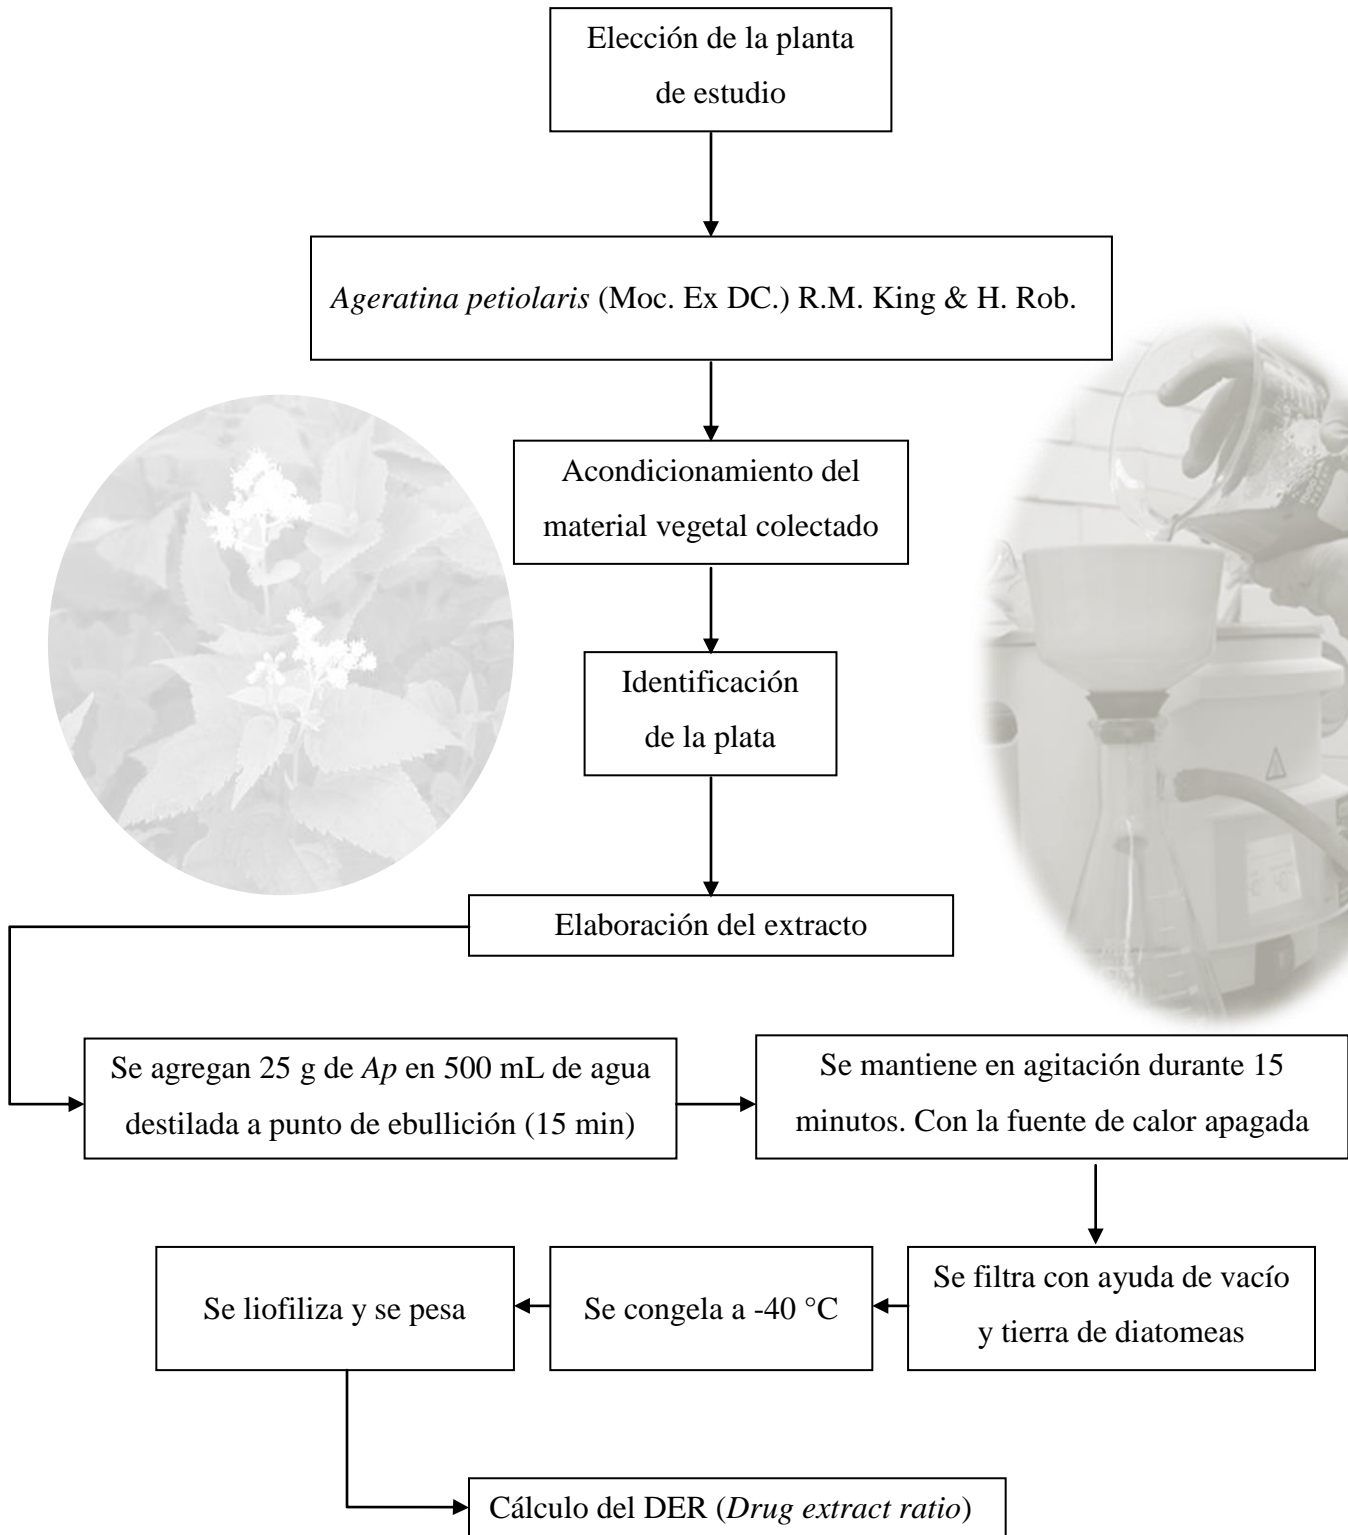 Elección de la planta
de estudio
Ageratina petiolaris (Moc. Ex DC.) R.M. King & H. Rob.
Acondicionamiento del
material vegetal colectado
Identificación
de la plata
Elaboración del extracto
Se agregan 25 g de Ap en 500 mL de agua
destilada a punto de ebullición (15 min)
Se mantiene en agitación durante 15
minutos. Con la fuente de calor apagada
Se filtra con ayuda de vacío
y tierra de diatomeas
Se congela a -40 °C
Se liofiliza y se pesa
Cálculo del DER (Drug extract ratio)